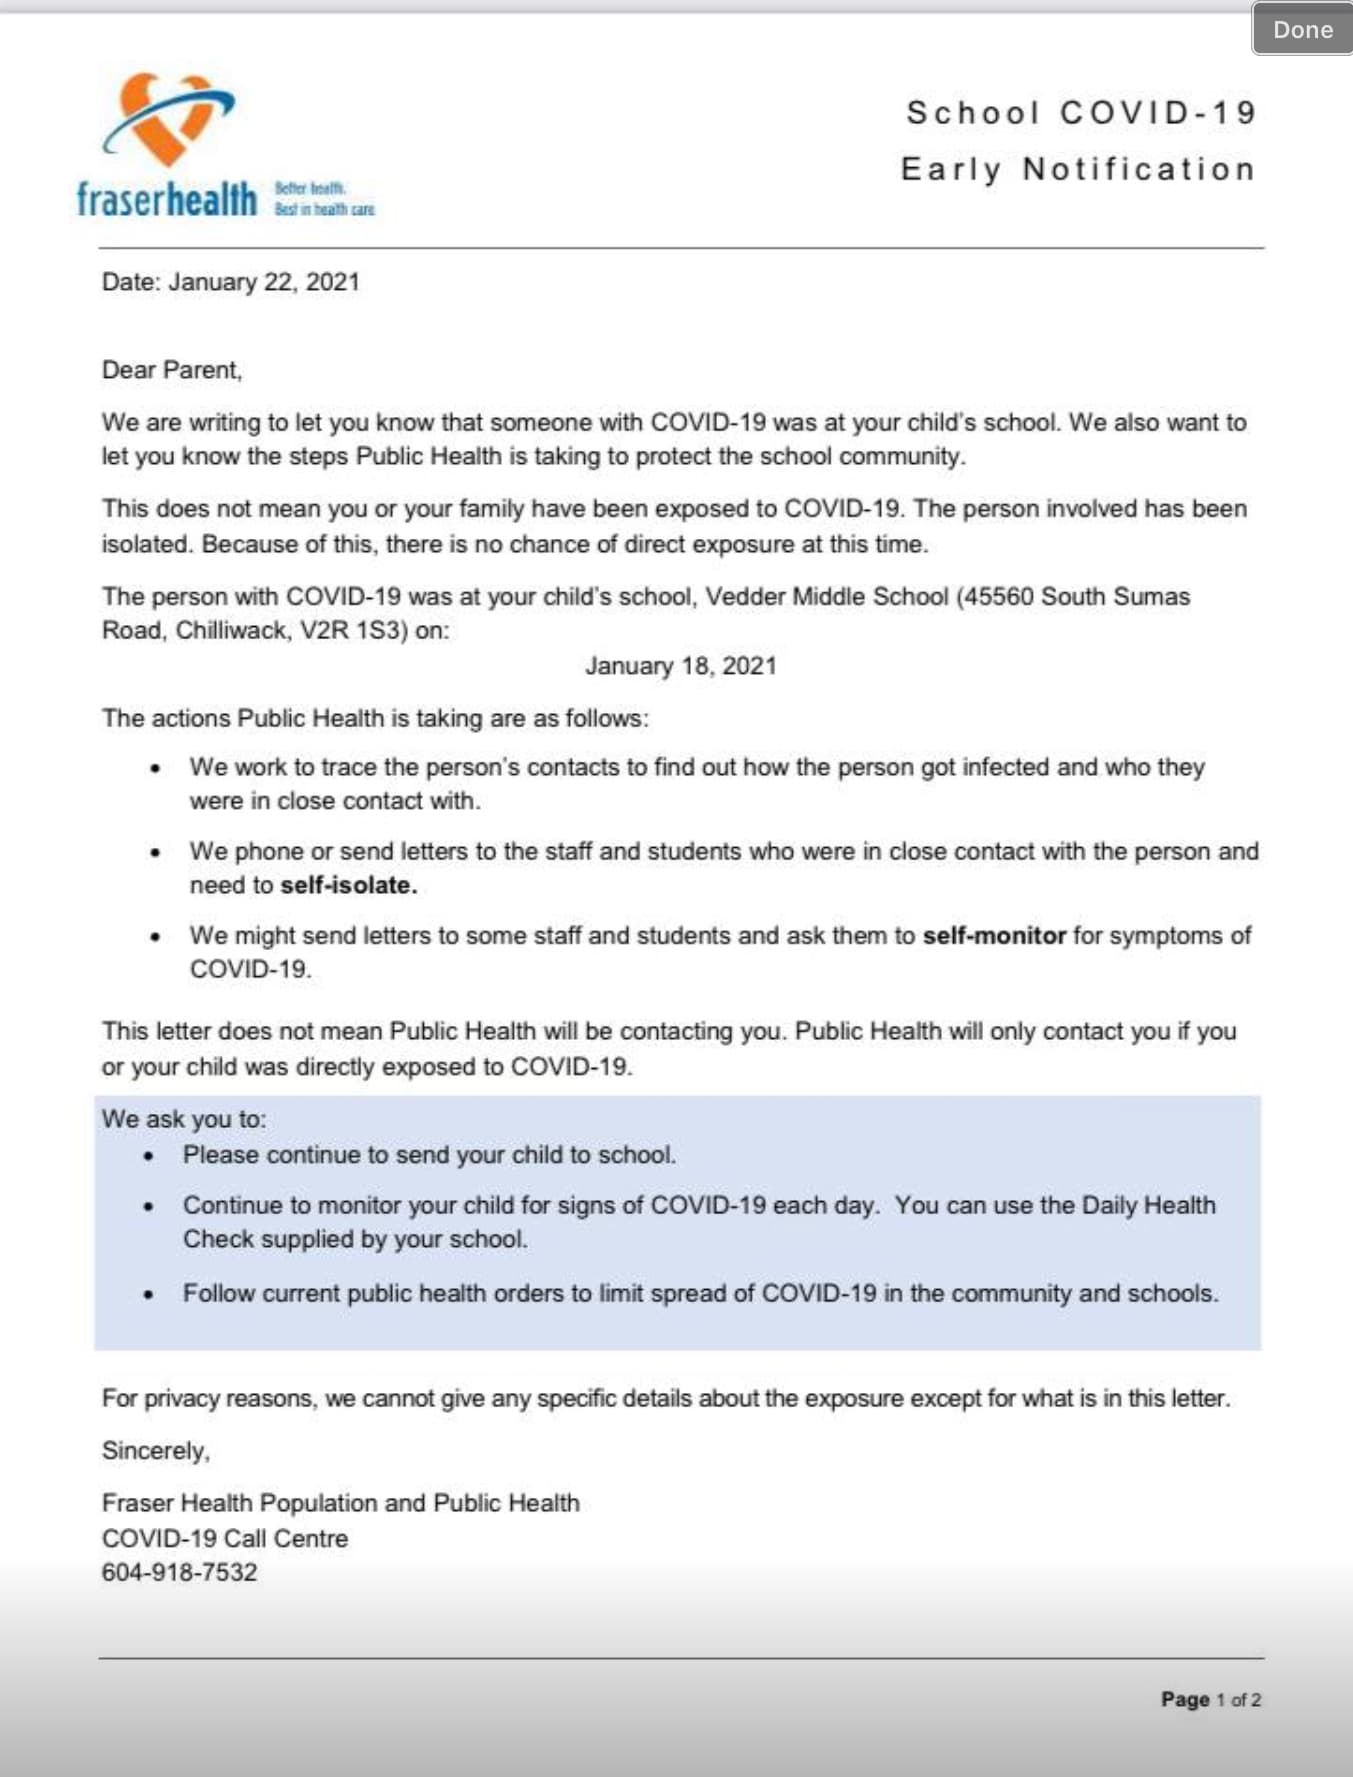 Done
fraserhealth
Better health.
Best in health care.
School COVID-19
Early Notification
Date: January 22, 2021
Dear Parent,
We are writing to let you know that someone with COVID-19 was at your child's school. We also want to
let you know the steps Public Health is taking to protect the school community.
This does not mean you or your family have been exposed to COVID-19. The person involved has been
isolated. Because of this, there is no chance of direct exposure at this time.
The person with COVID-19 was at your child's school, Vedder Middle School (45560 South Sumas
Road, Chilliwack, V2R 1S3) on:
January 18, 2021
The actions Public Health is taking are as follows:
• We work to trace the person's contacts to find out how the person got infected and who they
were in close contact with.
• We phone or send letters to the staff and students who were in close contact with the person and
need to self-isolate.
• We might send letters to some staff and students and ask them to self-monitor for symptoms of
COVID-19.
This letter does not mean Public Health will be contacting you. Public Health will only contact you if you
or your child was directly exposed to COVID-19.
We ask you to:
• Please continue to send your child to school.
• Continue to monitor your child for signs of COVID-19 each day. You can use the Daily Health
Check supplied by your school.
• Follow current public health orders to limit spread of COVID-19 in the community and schools.
For privacy reasons, we cannot give any specific details about the exposure except for what is in this letter.
Sincerely,
Fraser Health Population and Public Health
COVID-19 Call Centre
604-918-7532
Page 1 of 2